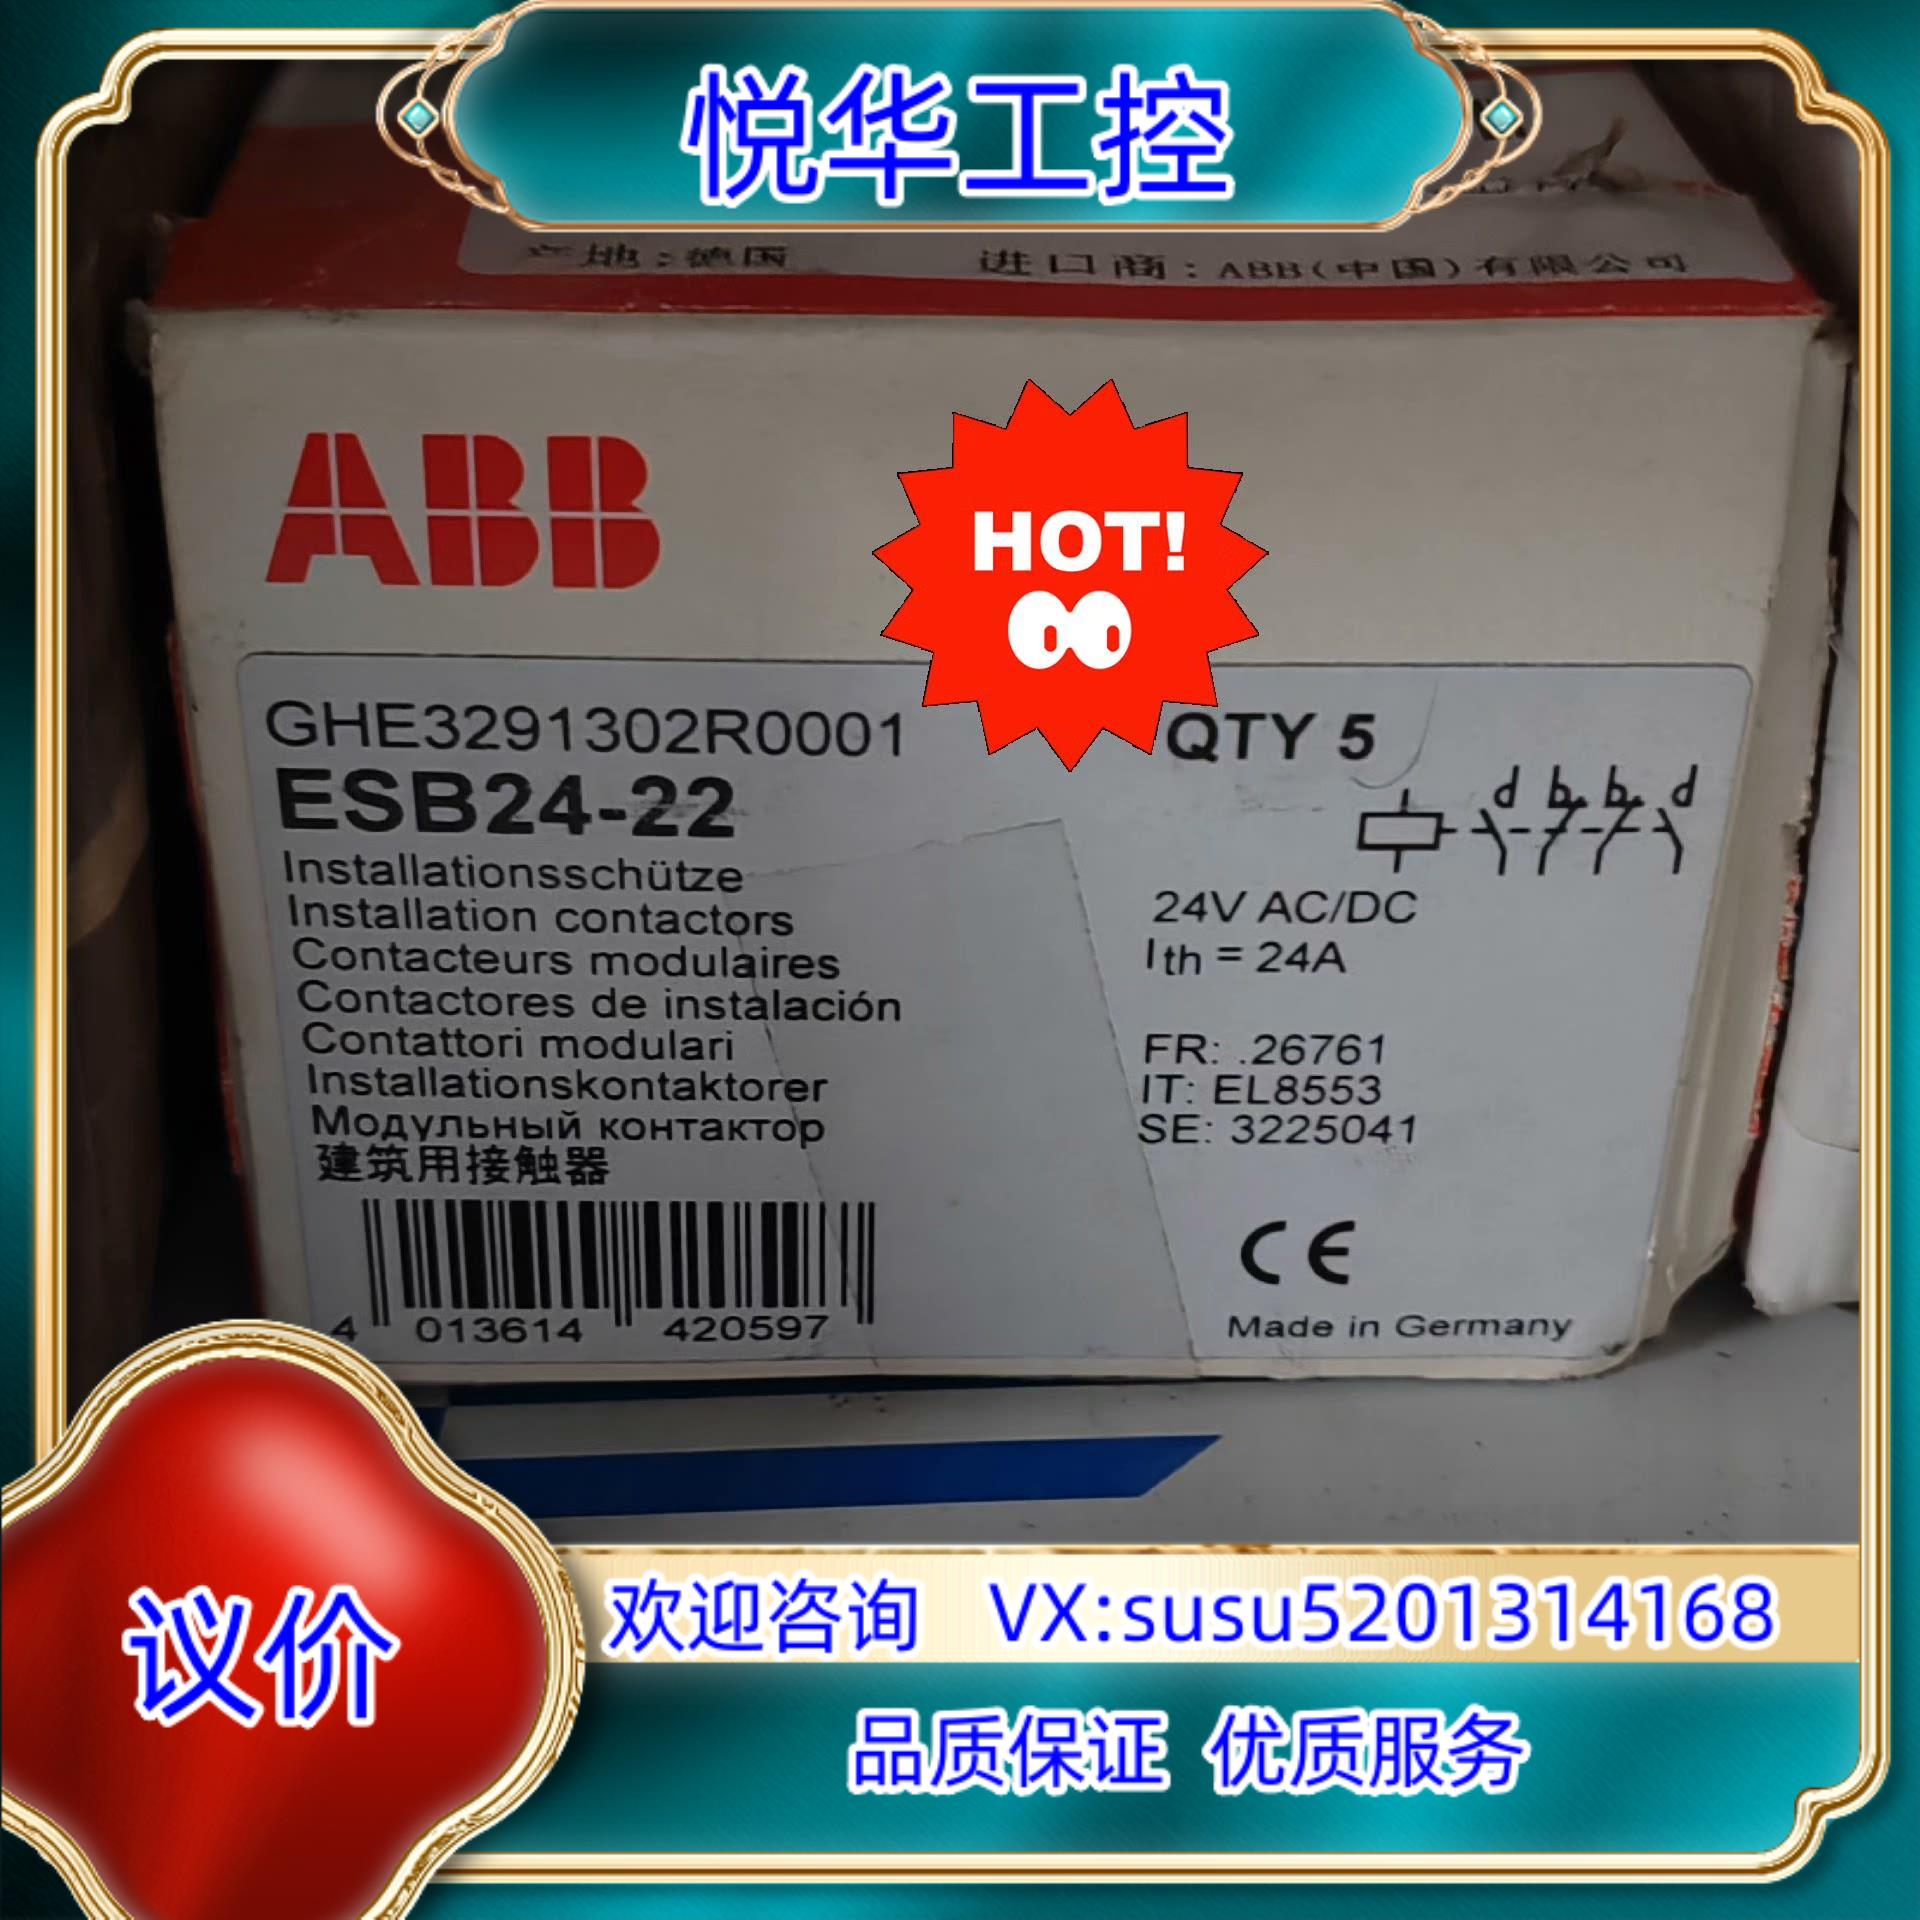 悦华工控
产地:德国 进口商:ABB(中国)有限公司
ABB
HOT!
GHE3291302R0001 QTY 5
ESB24-22
d b b d
Installationsschütze
Installation contactors
Contacteurs modulaires
Contactores de instalación
Contattori modulari
Installationskontaktorer
Модульный контактор
建筑用接触器
24V AC/DC
Ith = 24A
FR: .26761
IT: EL8553
SE: 3225041
CE
Made in Germany
4 013614 420597
议价
欢迎咨询 VX:susu5201314168
品质保证 优质服务